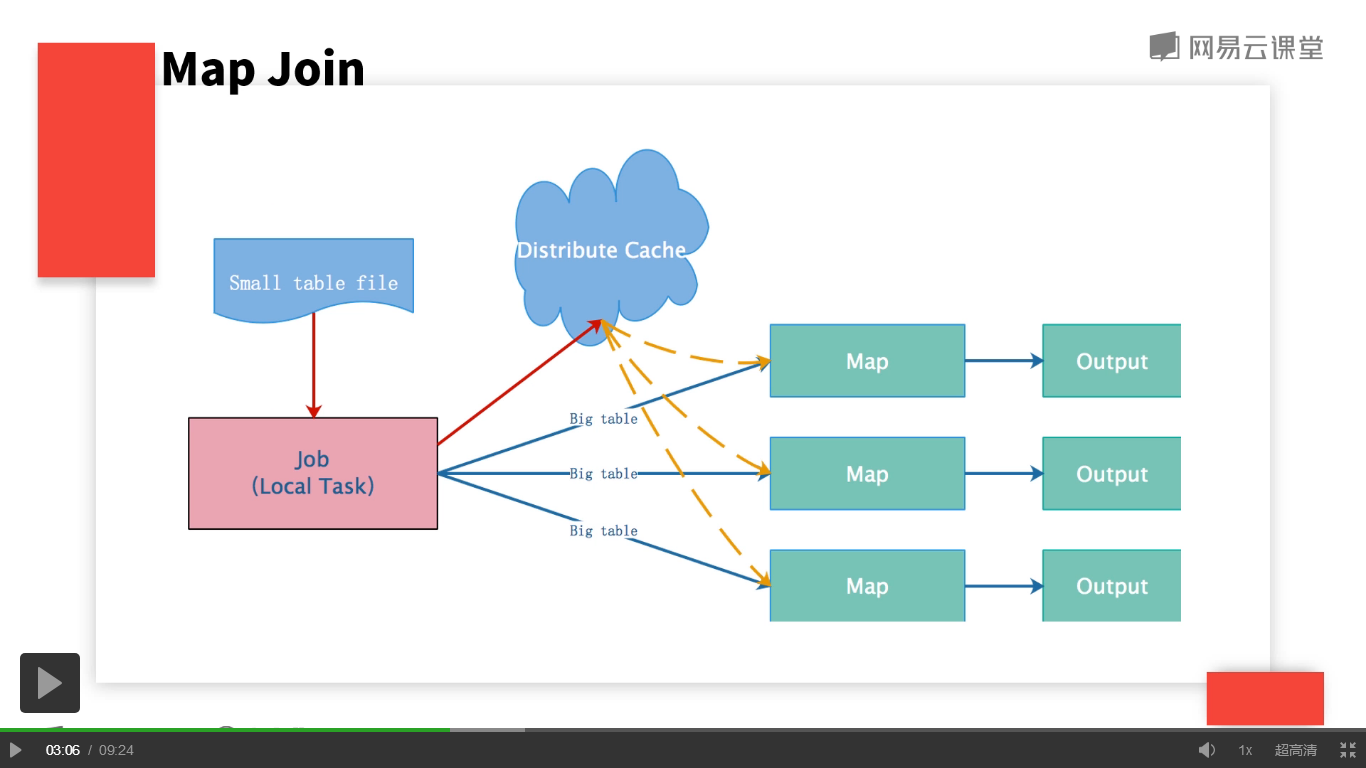 Map Join
网易云课堂
Distribute Cache
Small table file
Map
Output
Big table
Job
(Local Task)
Big table
Map
Output
Big table
Map
Output
03:06 / 09:24
1x
超高清